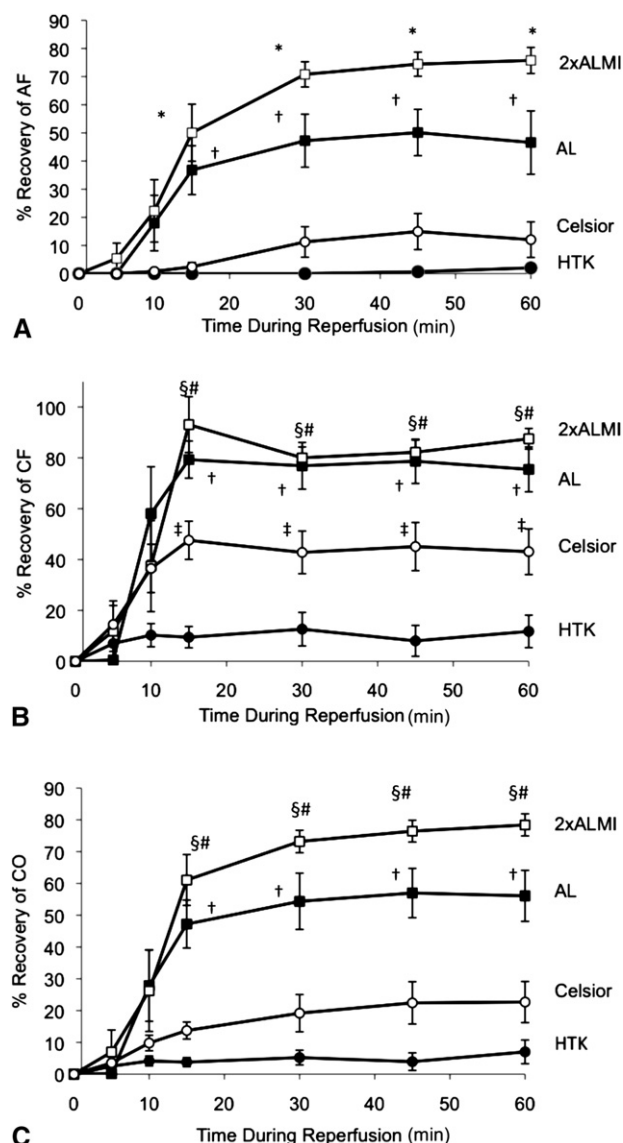 90
*
*
*
80
2xALMI
70
60
†
†
†
50
*
†
AL
40
30
20
Celsior
10
HTK
0
0 10 20 30 40 50 60
% Recovery of AF
Time During Reperfusion (min)
A
§#
100
§#
§#
§#
2xALMI
80
†
†
†
†
AL
60
‡
‡
‡
‡
Celsior
40
20
HTK
0
0 10 20 30 40 50 60
% Recovery of CF
Time During Reperfusion (min)
B
90
§#
§#
§#
§#
80
2xALMI
70
60
†
†
†
†
AL
50
40
30
Celsior
20
10
HTK
0
0 10 20 30 40 50 60
% Recovery of CO
Time During Reperfusion (min)
C